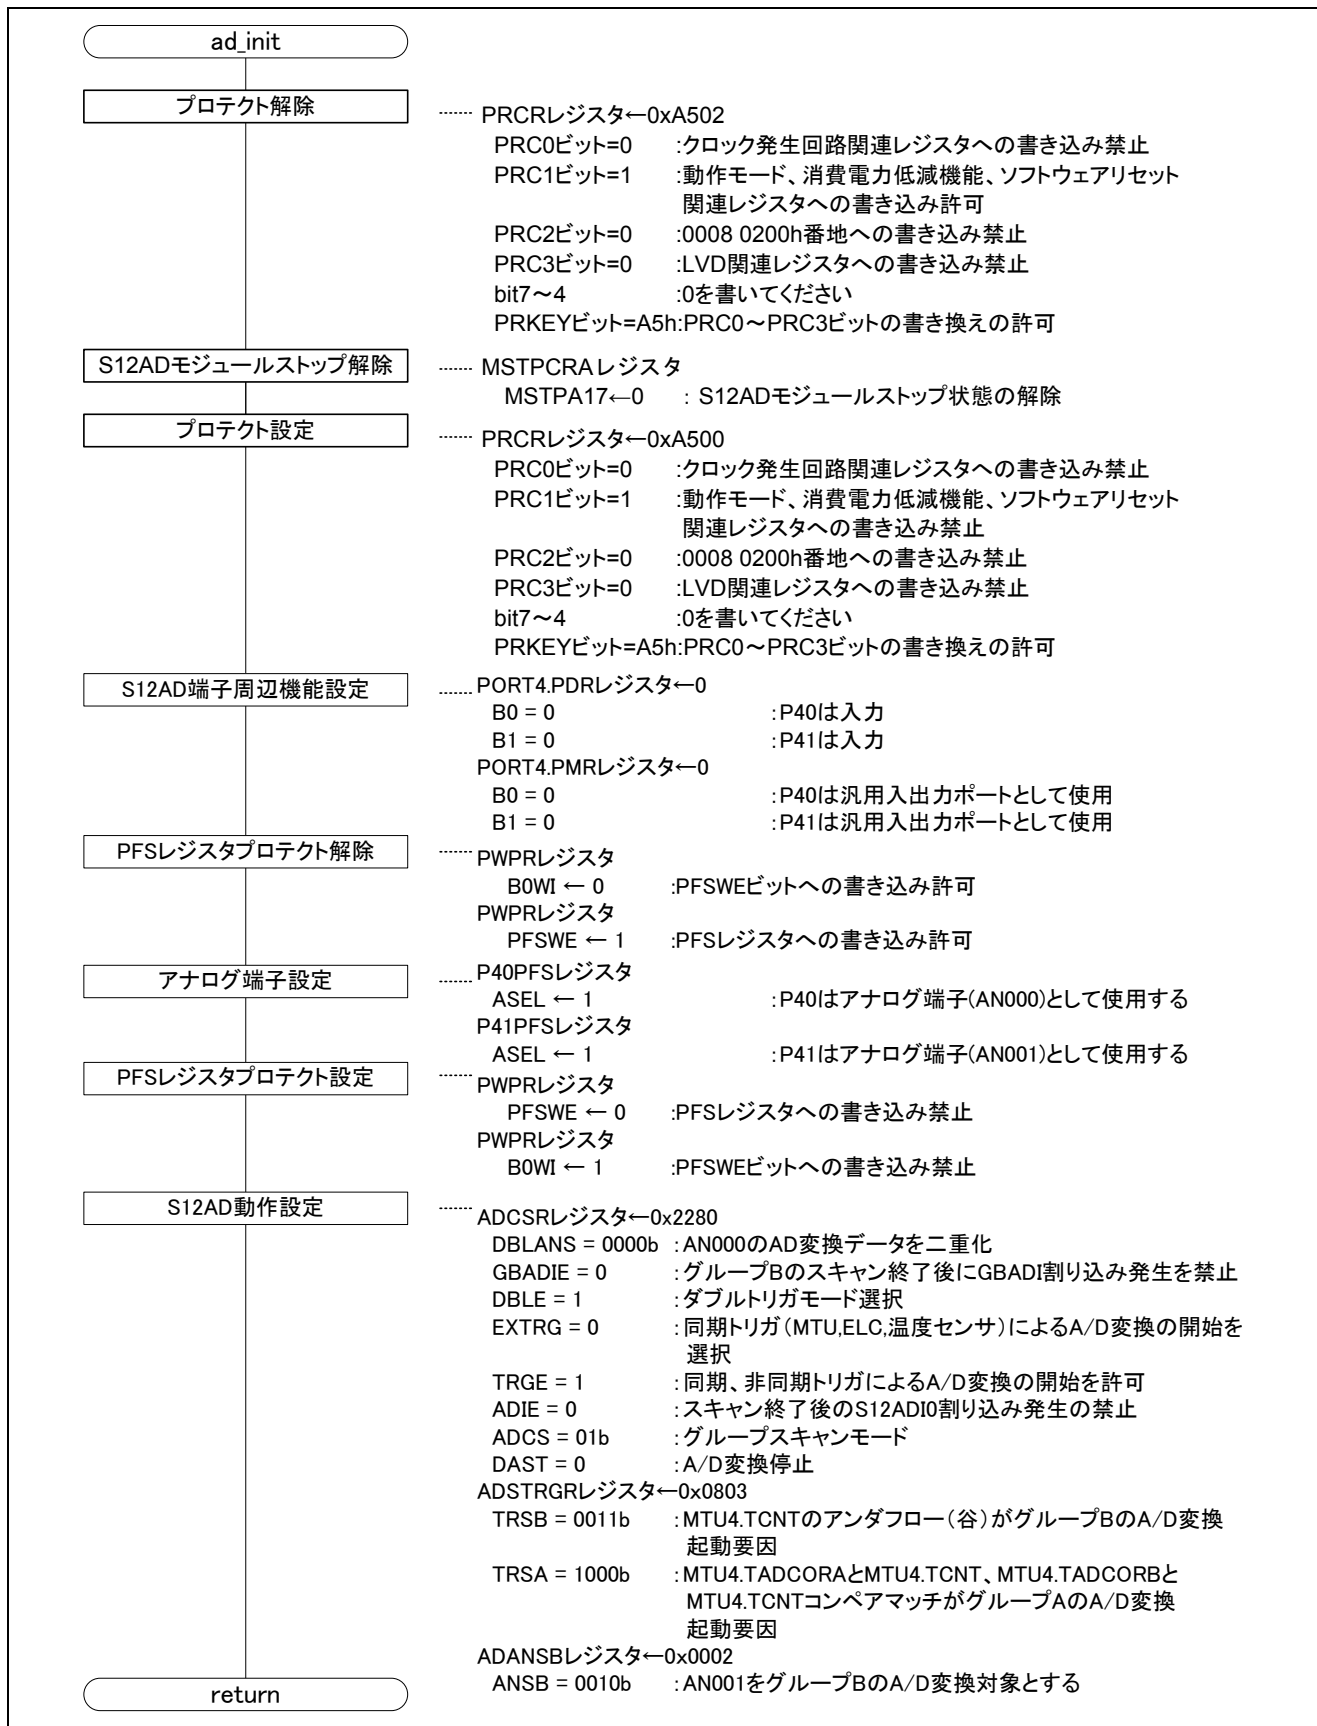 ad_init
プロテクト解除
PRCRレジスタ←0xA502
PRC0ビット=0 :クロック発生回路関連レジスタへの書き込み禁止
PRC1ビット=1 :動作モード、消費電力低減機能、ソフトウェアリセット
関連レジスタへの書き込み許可
PRC2ビット=0 :0008 0200h番地への書き込み禁止
PRC3ビット=0 :LVD関連レジスタへの書き込み禁止
bit7～4 :0を書いてください
PRKEYビット=A5h:PRC0～PRC3ビットの書き換えの許可
S12ADモジュールストップ解除
MSTPCRAレジスタ
MSTPA17←0 : S12ADモジュールストップ状態の解除
プロテクト設定
PRCRレジスタ←0xA500
PRC0ビット=0 :クロック発生回路関連レジスタへの書き込み禁止
PRC1ビット=1 :動作モード、消費電力低減機能、ソフトウェアリセット
関連レジスタへの書き込み禁止
PRC2ビット=0 :0008 0200h番地への書き込み禁止
PRC3ビット=0 :LVD関連レジスタへの書き込み禁止
bit7～4 :0を書いてください
PRKEYビット=A5h:PRC0～PRC3ビットの書き換えの許可
S12AD端子周辺機能設定
PORT4.PDRレジスタ←0
B0 = 0 :P40は入力
B1 = 0 :P41は入力
PORT4.PMRレジスタ←0
B0 = 0 :P40は汎用入出力ポートとして使用
B1 = 0 :P41は汎用入出力ポートとして使用
PFSレジスタプロテクト解除
PWPRレジスタ
B0WI ← 0 :PFSWEビットへの書き込み許可
PWPRレジスタ
PFSWE ← 1 :PFSレジスタへの書き込み許可
アナログ端子設定
P40PFSレジスタ
ASEL ← 1 :P40はアナログ端子(AN000)として使用する
P41PFSレジスタ
ASEL ← 1 :P41はアナログ端子(AN001)として使用する
PFSレジスタプロテクト設定
PWPRレジスタ
PFSWE ← 0 :PFSレジスタへの書き込み禁止
PWPRレジスタ
B0WI ← 1 :PFSWEビットへの書き込み禁止
S12AD動作設定
ADCSRレジスタ←0x2280
DBLANS = 0000b :AN000のAD変換データを二重化
GBADIE = 0 :グループBのスキャン終了後にGBADI割り込み発生を禁止
DBLE = 1 :ダブルトリガモード選択
EXTRG = 0 :同期トリガ（MTU,ELC,温度センサ）によるA/D変換の開始を
選択
TRGE = 1 :同期、非同期トリガによるA/D変換の開始を許可
ADIE = 0 :スキャン終了後のS12ADI0割り込み発生の禁止
ADCS = 01b :グループスキャンモード
DAST = 0 :A/D変換停止
ADSTRGRレジスタ←0x0803
TRSB = 0011b :MTU4.TCNTのアンダフロー（谷）がグループBのA/D変換
起動要因
TRSA = 1000b :MTU4.TADCORAとMTU4.TCNT、MTU4.TADCORBと
MTU4.TCNTコンペアマッチがグループAのA/D変換
起動要因
ADANSBレジスタ←0x0002
ANSB = 0010b :AN001をグループBのA/D変換対象とする
return